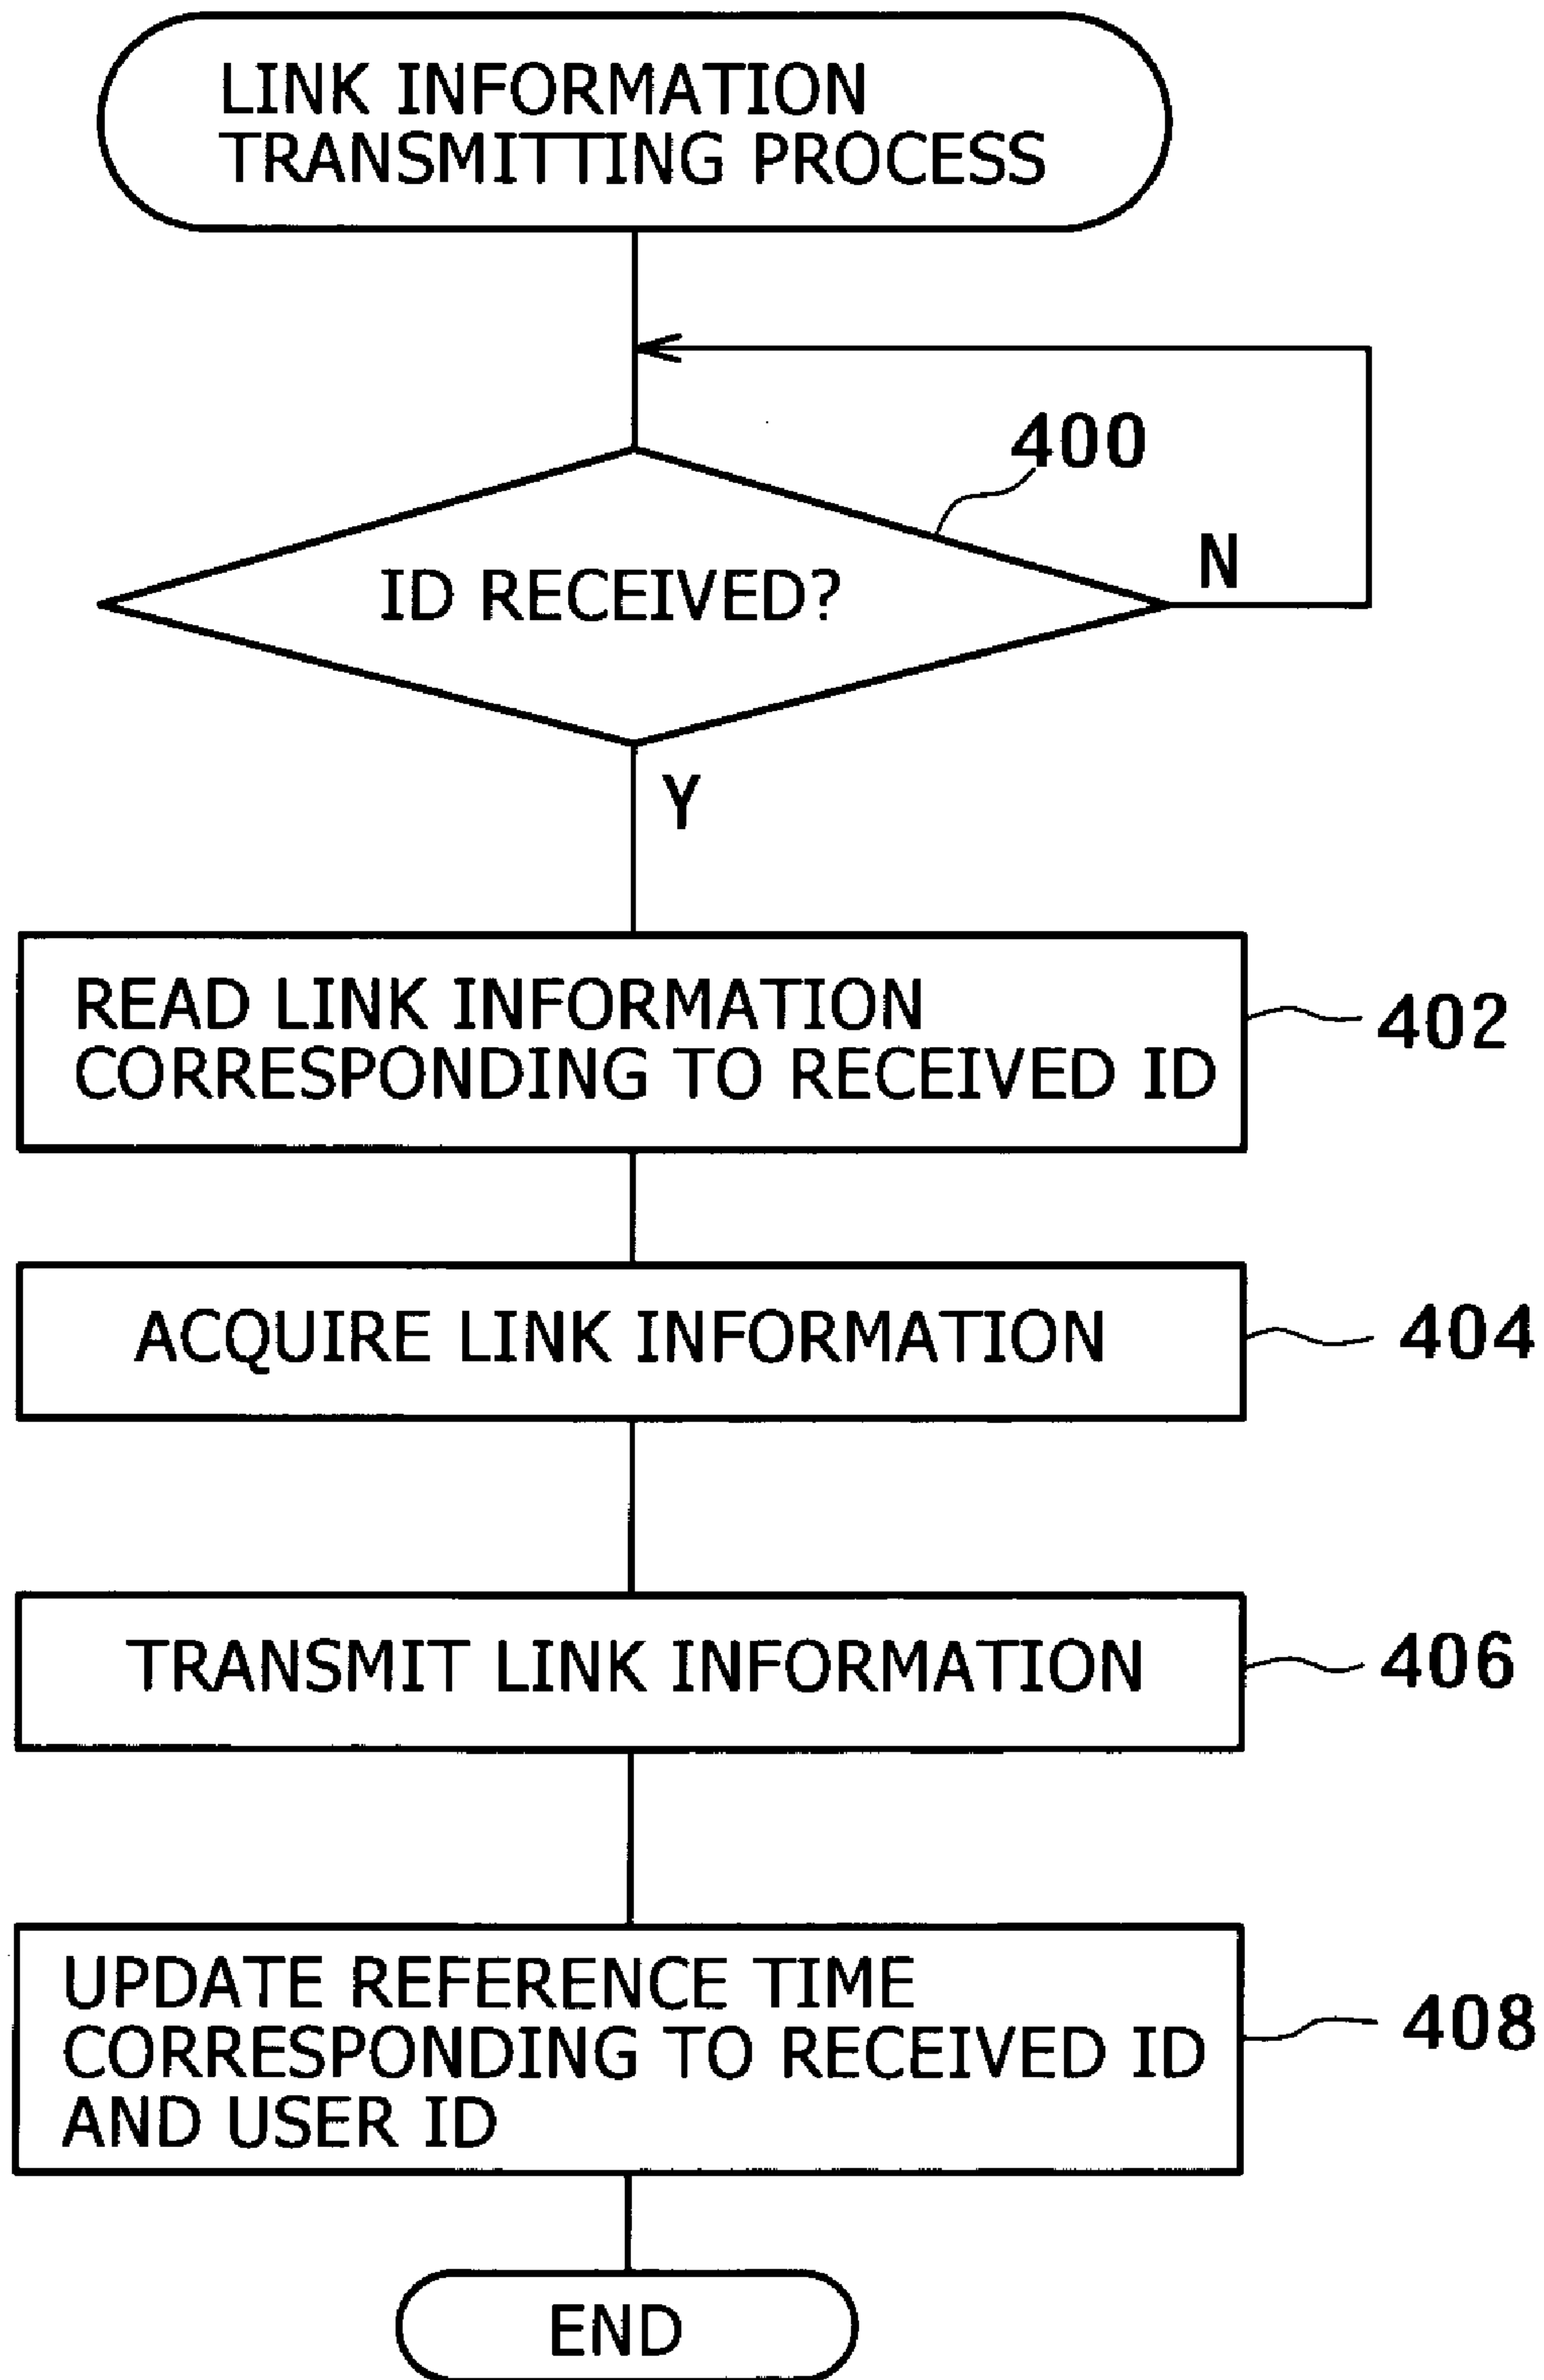 LINK INFORMATION
TRANSMITTING PROCESS
400
ID RECEIVED?
N
Y
READ LINK INFORMATION
CORRESPONDING TO RECEIVED ID
402
ACQUIRE LINK INFORMATION
404
TRANSMIT LINK INFORMATION
406
UPDATE REFERENCE TIME
CORRESPONDING TO RECEIVED ID
AND USER ID
408
END